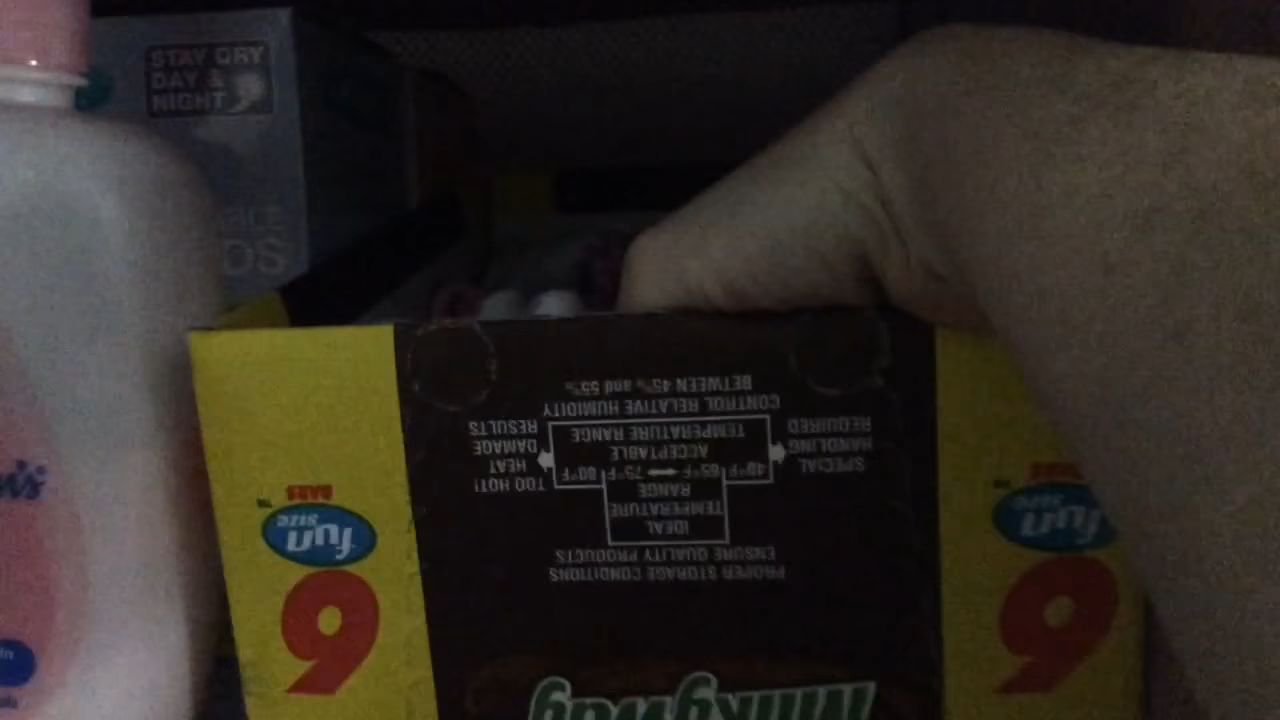 STAY DRY
DAY &
NIGHT
MilkyWay
6
fun
SIZE
BARS
6
fun
SIZE
BARS
PROPER STORAGE CONDITIONS
ENSURE QUALITY PRODUCTS
IDEAL
TEMPERATURE
RANGE
40°F 65°F 75°F 80°F
ACCEPTABLE
TEMPERATURE RANGE
SPECIAL
HANDLING
REQUIRED
TOO HOT!
HEAT
DAMAGE
RESULTS
CONTROL RELATIVE HUMIDITY
BETWEEN 45% and 55%